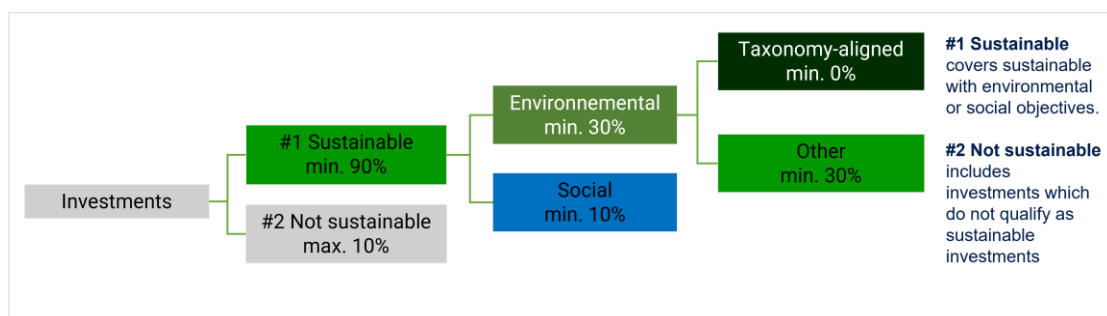 Investments
#1 Sustainable
min. 90%
#2 Not sustainable
max. 10%
Environnemental
min. 30%
Social
min. 10%
Taxonomy-aligned
min. 0%
Other
min. 30%
#1 Sustainable
covers sustainable
with environmental
or social objectives.
#2 Not sustainable
includes
investments which
do not qualify as
sustainable
investments